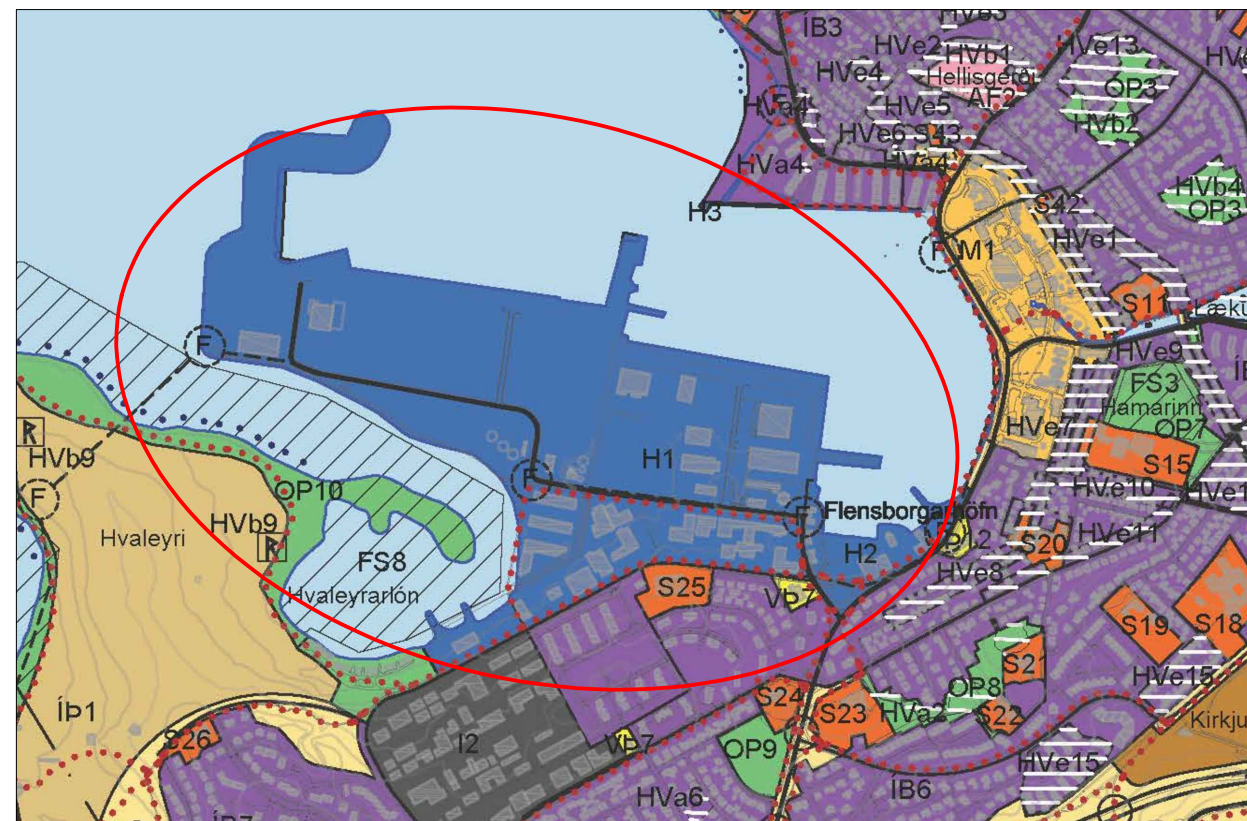 ÍB3
HVe3
HVe2
HVb1
HVe13
HVe4
Hellisgerði
AF2
OP3
HVa4
F
HVe5
HVb2
HVe6
S43
HVa4
HVa4
HVb4
OP3
H3
S42
HVe1
F
M1
S11
F
HVe9
FS3
Hamarinn
OP7
HVe7
R
HVb9
H1
S15
F
F
OP10
HVe10
HVb9
R
F
Flensborgarhöfn
Hvaleyri
HVe11
S20
H2
FS8
HVe8
Hvaleyrarlón
S25
VÞ7
S19
S18
S21
OP8
HVe15
S24
ÍÞ1
S23
HVa2
S22
S26
I2
VÞ7
OP9
HVe15
HVa6
ÍB6